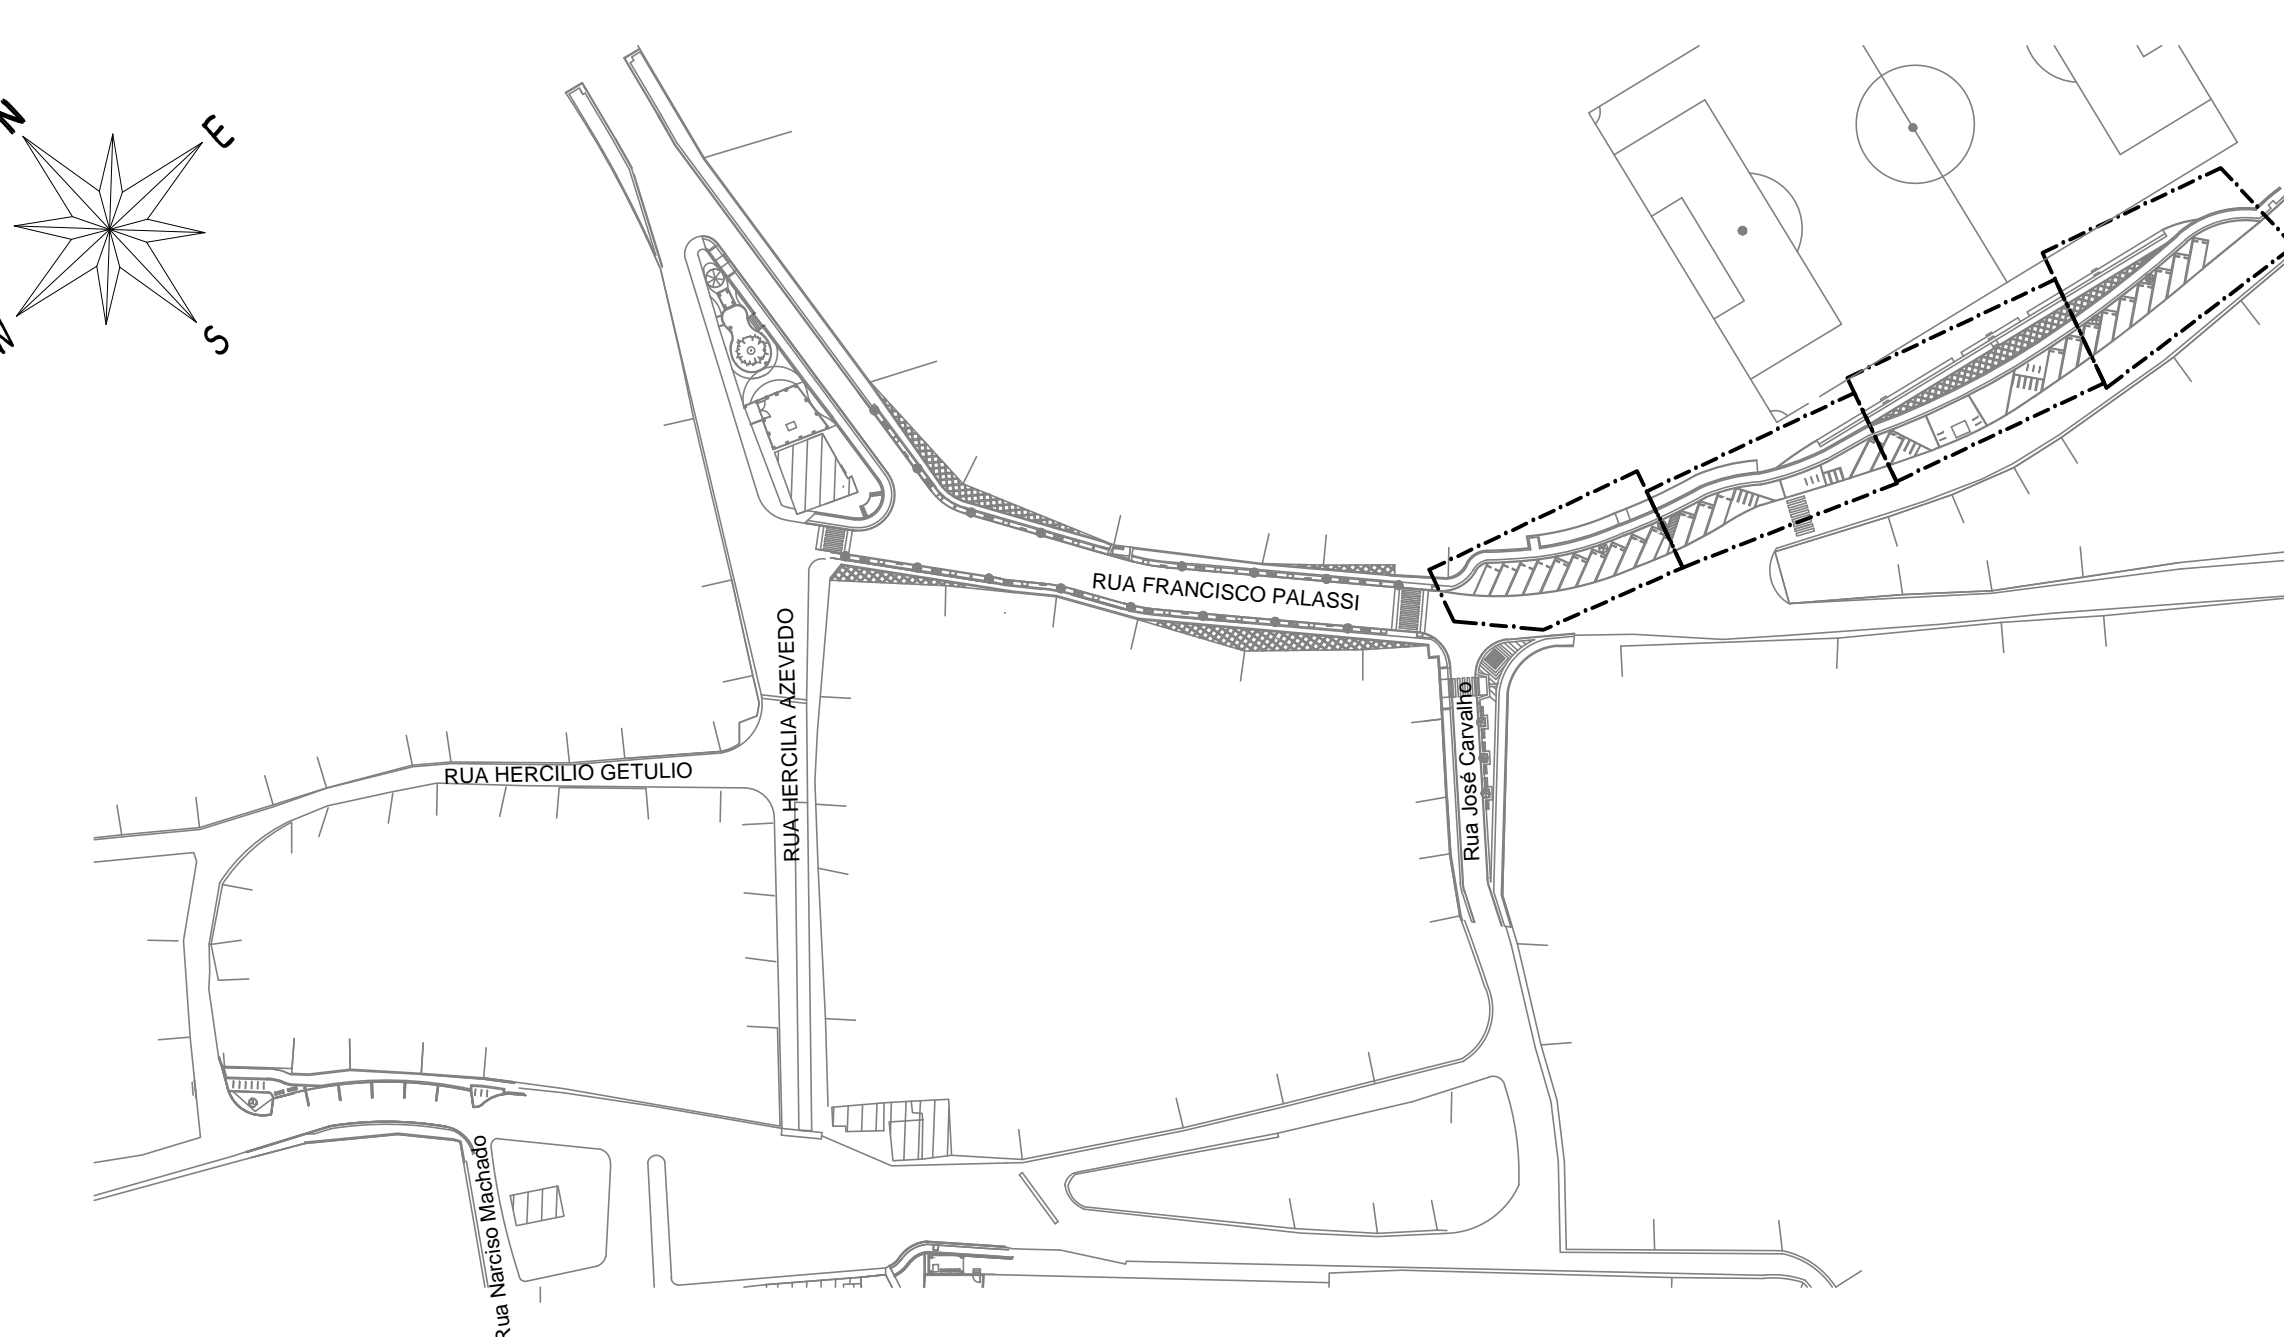 N
E
W
S
RUA FRANCISCO PALASSI
RUA HERCILIA AZEVEDO
Rua José Carvalho
RUA HERCILIO GETULIO
Rua Narciso Machado